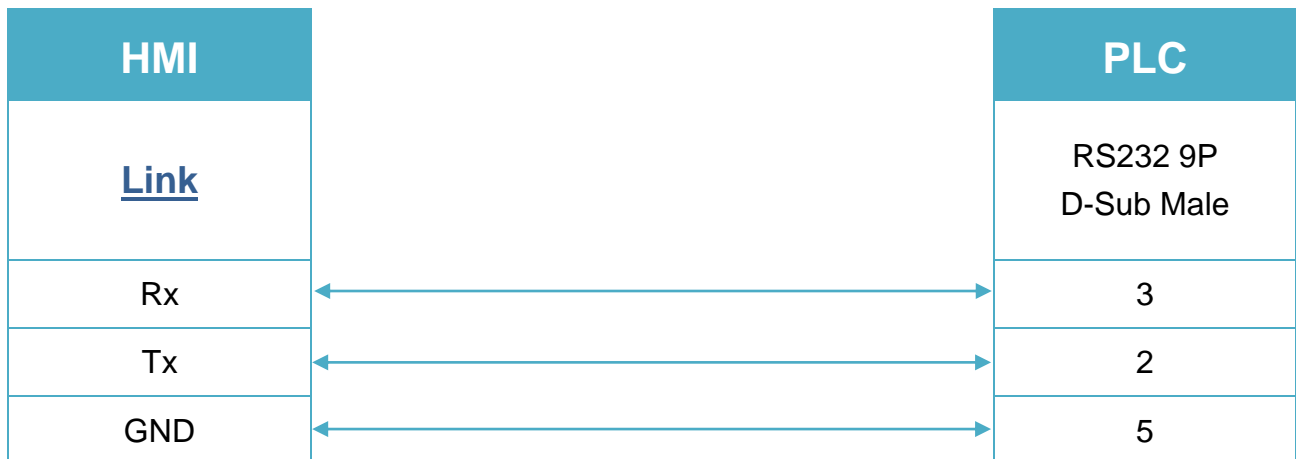 HMI PLC
Link RS232 9P
D-Sub Male
Rx 3
Tx 2
GND 5